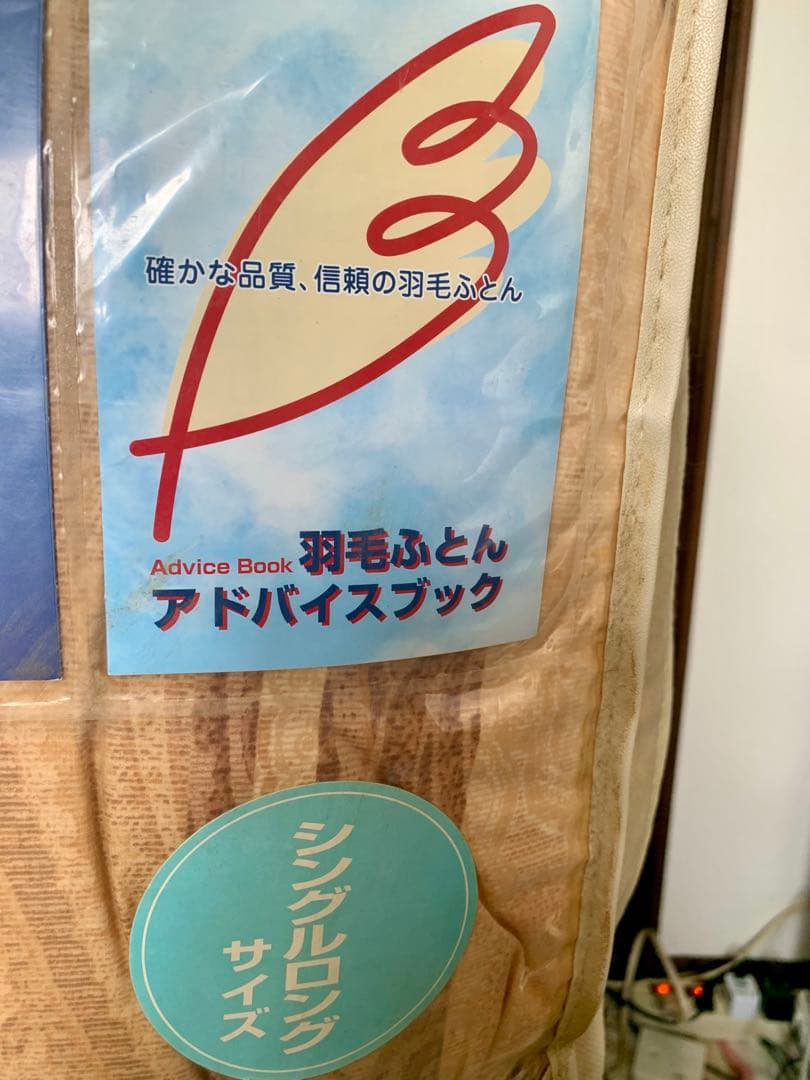 確かな品質、信頼の羽毛ふとん
Advice Book 羽毛ふとん
アドバイスブック
シングルロング
サイズ